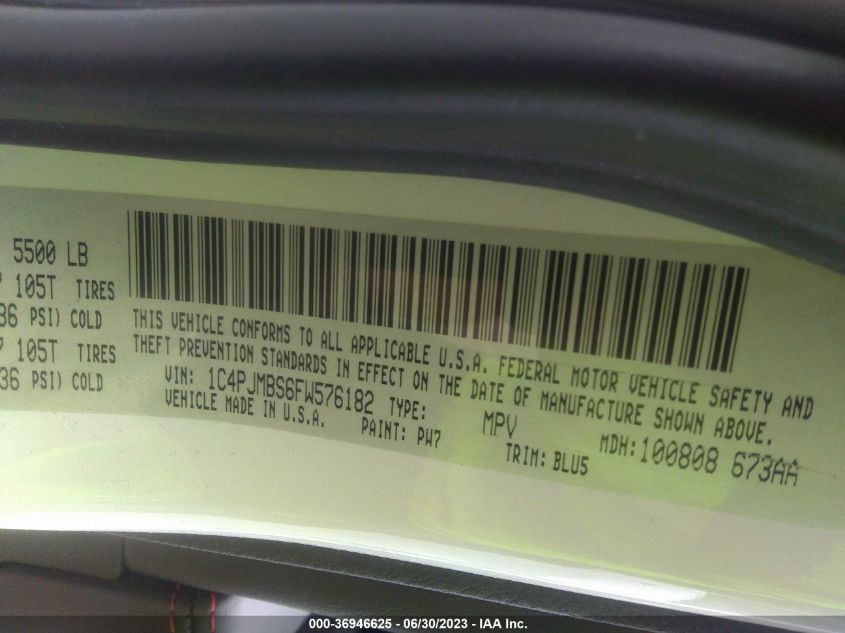 5500 LB
105T TIRES
36 PSI) COLD
105T TIRES
36 PSI) COLD
THIS VEHICLE CONFORMS TO ALL APPLICABLE U.S.A. FEDERAL MOTOR VEHICLE SAFETY AND
THEFT PREVENTION STANDARDS IN EFFECT ON THE DATE OF MANUFACTURE SHOWN ABOVE.
VIN: 1C4PJMBS6FW576182 TYPE: MPV MDH:100808 673AA
VEHICLE MADE IN U.S.A. PAINT: PW7 TRIM: BLU5
000-36946625 - 06/30/2023 - IAA Inc.